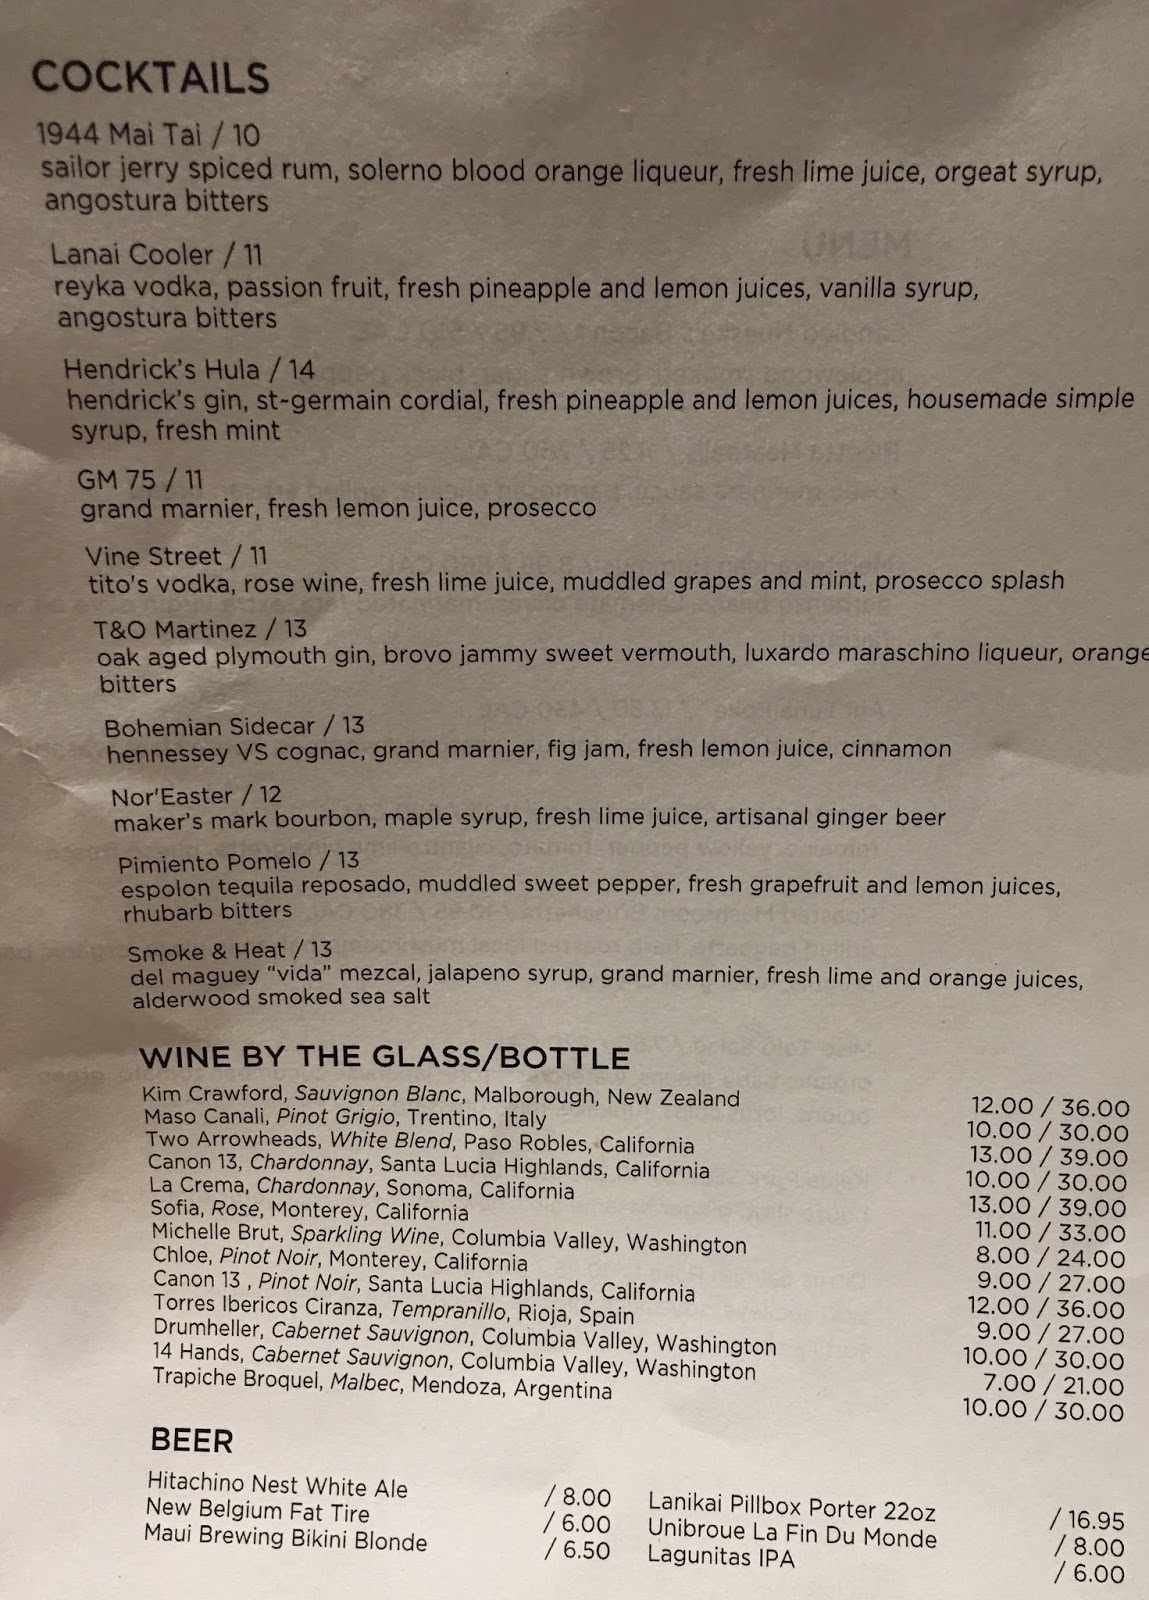 COCKTAILS
1944 Mai Tai / 10
sailor jerry spiced rum, solerno blood orange liqueur, fresh lime juice, orgeat syrup,
angostura bitters
Lanai Cooler / 11
reyka vodka, passion fruit, fresh pineapple and lemon juices, vanilla syrup,
angostura bitters
Hendrick's Hula / 14
hendrick's gin, st-germain cordial, fresh pineapple and lemon juices, housemade simple
syrup, fresh mint
GM 75 / 11
grand marnier, fresh lemon juice, prosecco
Vine Street / 11
tito's vodka, rose wine, fresh lime juice, muddled grapes and mint, prosecco splash
T&O Martinez / 13
oak aged plymouth gin, brovo jammy sweet vermouth, luxardo maraschino liqueur, orange
bitters
Bohemian Sidecar / 13
hennessey VS cognac, grand marnier, fig jam, fresh lemon juice, cinnamon
Nor'Easter / 12
maker's mark bourbon, maple syrup, fresh lime juice, artisanal ginger beer
Pimiento Pomelo / 13
espolon tequila reposado, muddled sweet pepper, fresh grapefruit and lemon juices,
rhubarb bitters
Smoke & Heat / 13
del maguey "vida" mezcal, jalapeno syrup, grand marnier, fresh lime and orange juices,
alderwood smoked sea salt
WINE BY THE GLASS/BOTTLE
Kim Crawford, Sauvignon Blanc, Malborough, New Zealand 12.00 / 36.00
Maso Canali, Pinot Grigio, Trentino, Italy 10.00 / 30.00
Two Arrowheads, White Blend, Paso Robles, California 13.00 / 39.00
Canon 13, Chardonnay, Santa Lucia Highlands, California 10.00 / 30.00
La Crema, Chardonnay, Sonoma, California 13.00 / 39.00
Sofia, Rose, Monterey, California 11.00 / 33.00
Michelle Brut, Sparkling Wine, Columbia Valley, Washington 8.00 / 24.00
Chloe, Pinot Noir, Monterey, California 9.00 / 27.00
Canon 13 , Pinot Noir, Santa Lucia Highlands, California 12.00 / 36.00
Torres Ibericos Ciranza, Tempranillo, Rioja, Spain 9.00 / 27.00
Drumheller, Cabernet Sauvignon, Columbia Valley, Washington 10.00 / 30.00
14 Hands, Cabernet Sauvignon, Columbia Valley, Washington 7.00 / 21.00
Trapiche Broquel, Malbec, Mendoza, Argentina 10.00 / 30.00
BEER
Hitachino Nest White Ale / 8.00
New Belgium Fat Tire / 6.00
Maui Brewing Bikini Blonde / 6.50
Lanikai Pillbox Porter 22oz / 16.95
Unibroue La Fin Du Monde / 8.00
Lagunitas IPA / 6.00